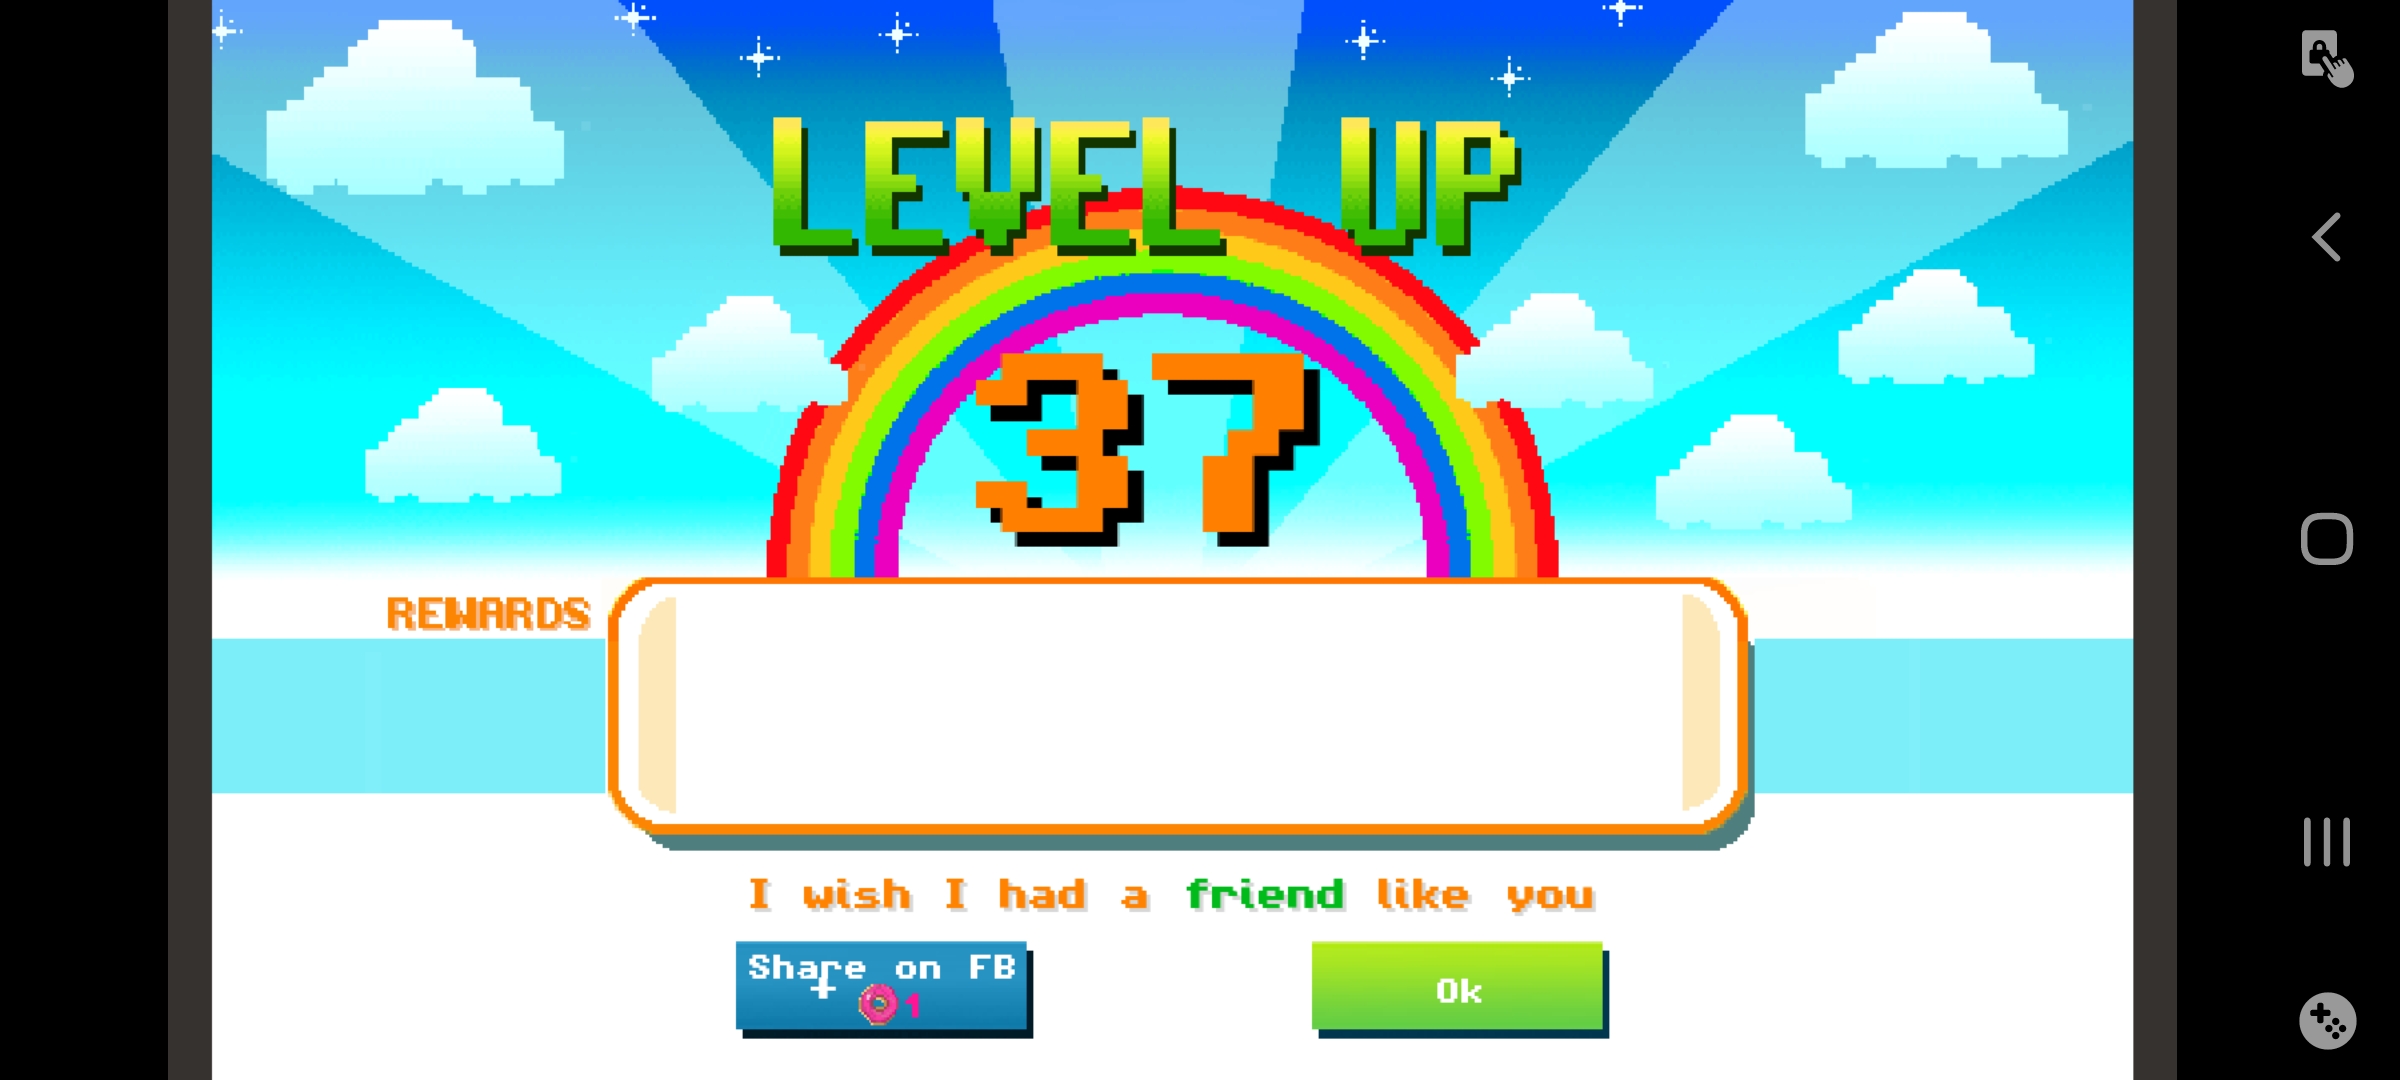 LEVEL UP
37
REWARDS
I wish I had a friend like you
Share on FB
+ 1
Ok